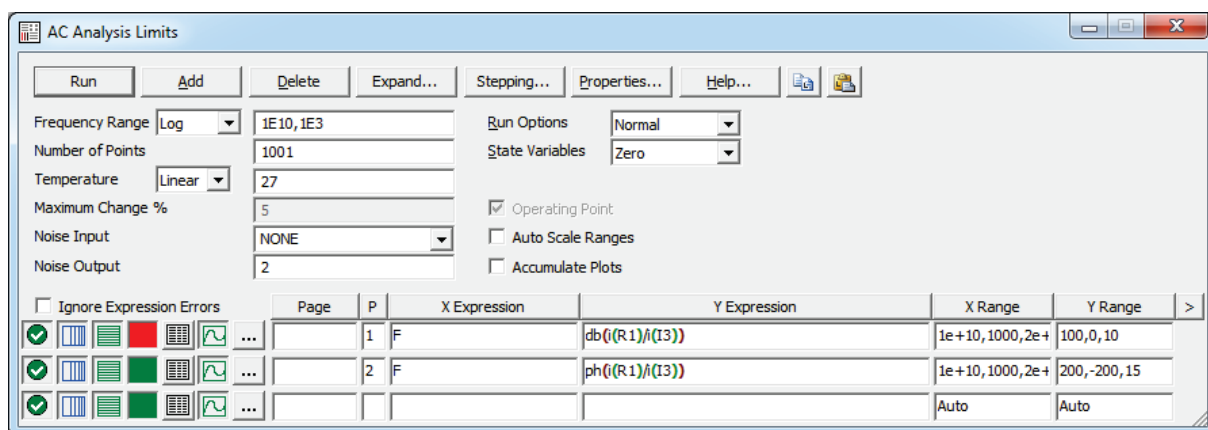 AC Analysis Limits
Run Add Delete Expand... Stepping... Properties... Help...
Frequency Range Log 1E10,1E3 Run Options Normal
Number of Points 1001 State Variables Zero
Temperature Linear 27
Maximum Change % 5 Operating Point
Noise Input NONE Auto Scale Ranges
Noise Output 2 Accumulate Plots
Ignore Expression Errors Page P X Expression Y Expression X Range Y Range >
... 1 F db(i(R1)/i(I3)) 1e+10,1000,2e+ 100,0,10
... 2 F ph(i(R1)/i(I3)) 1e+10,1000,2e+ 200,-200,15
... Auto Auto